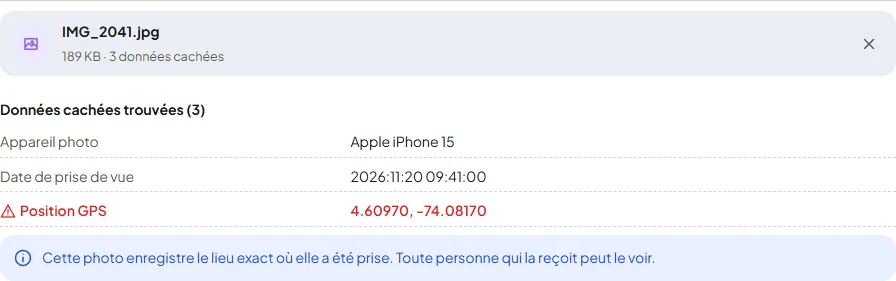 IMG_2041.jpg
189 KB · 3 données cachées
Données cachées trouvées (3)
Appareil photo Apple iPhone 15
Date de prise de vue 2026:11:20 09:41:00
Position GPS 4.60970, -74.08170
Cette photo enregistre le lieu exact où elle a été prise. Toute personne qui la reçoit peut le voir.